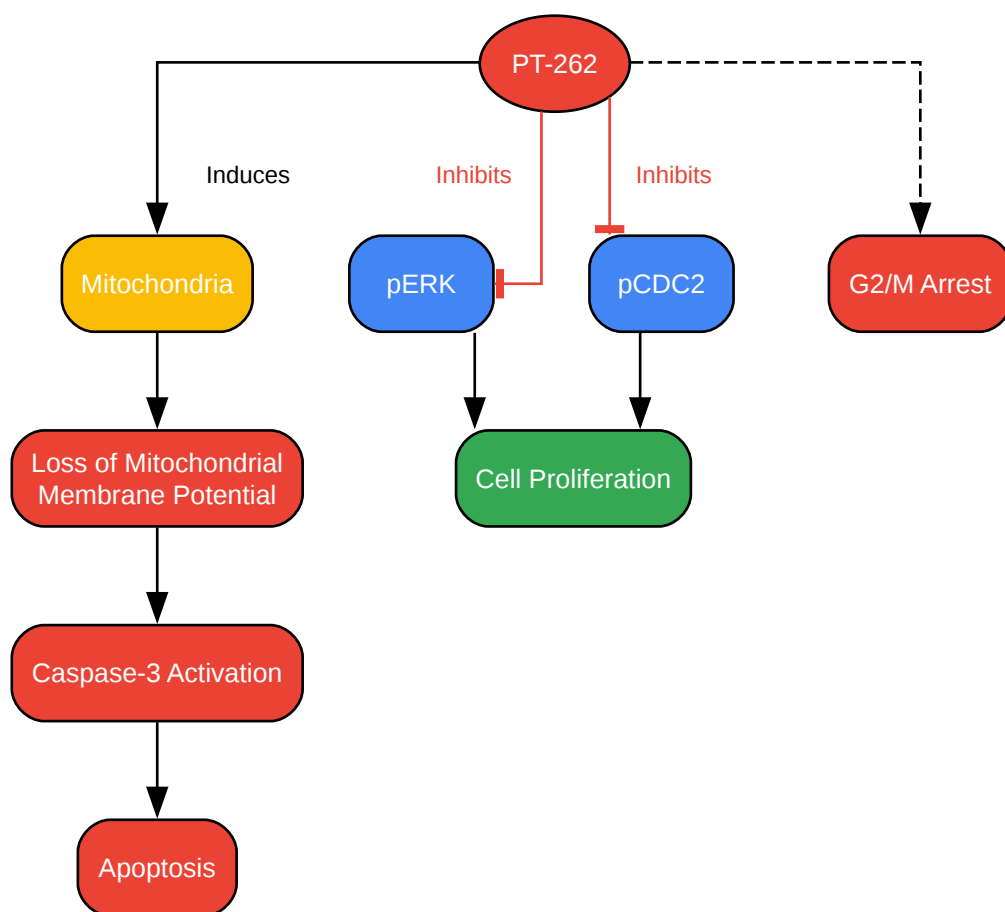 PT-262
Induces
Inhibits
Inhibits
Mitochondria
pERK
pCDC2
G2/M Arrest
Loss of Mitochondrial
Membrane Potential
Cell Proliferation
Caspase-3 Activation
Apoptosis